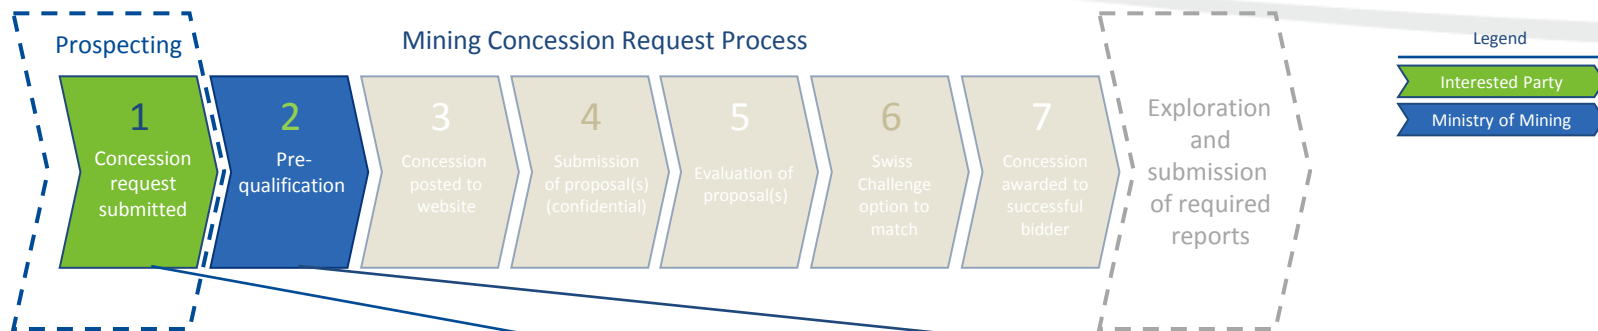 Prospecting
Mining Concession Request Process
Legend
Interested Party
Ministry of Mining
1
Concession
request
submitted
2
Pre-
qualification
3
Concession
posted to
website
4
Submission
of proposal(s)
(confidential)
5
Evaluation of
proposal(s)
6
Swiss
Challenge
option to
match
7
Concession
awarded to
successful
bidder
Exploration
and
submission
of required
reports